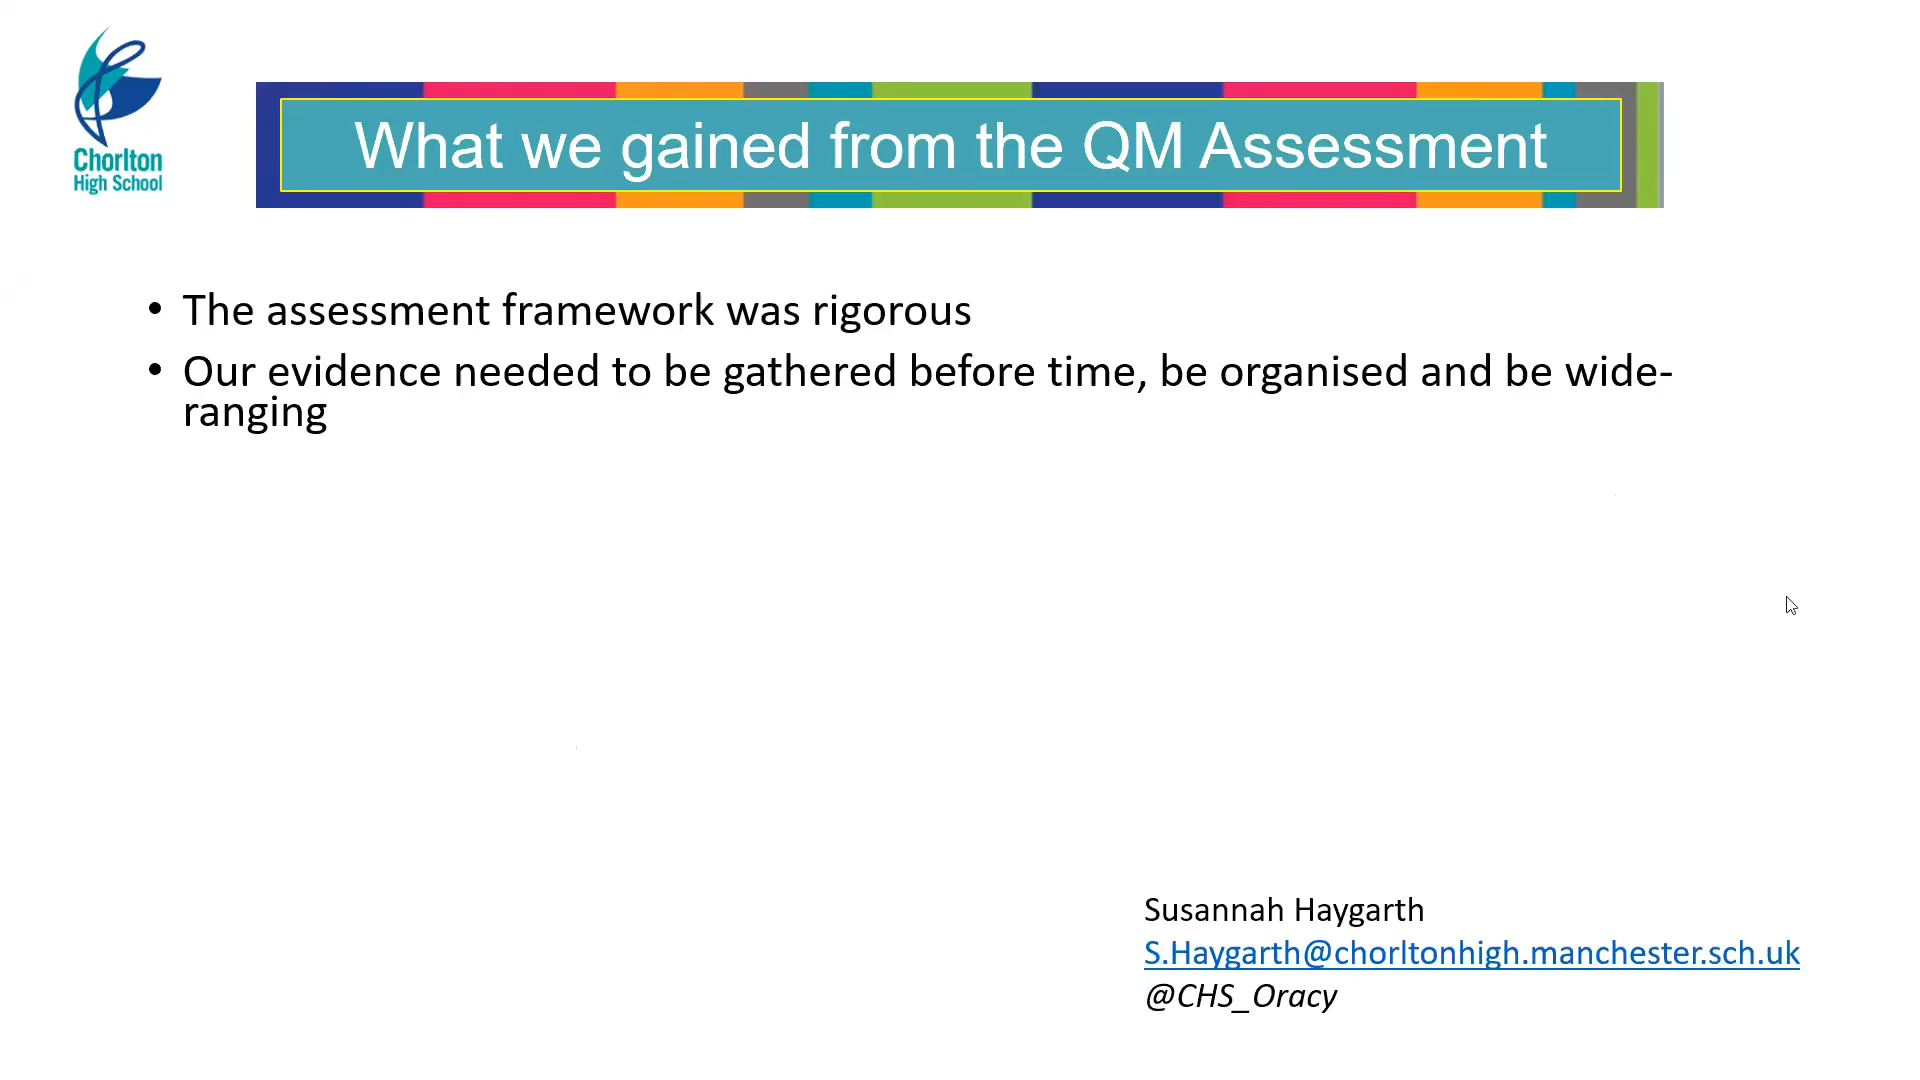 Chorlton
High School
What we gained from the QM Assessment
• The assessment framework was rigorous
• Our evidence needed to be gathered before time, be organised and be wide-
ranging
Susannah Haygarth
S.Haygarth@chorltonhigh.manchester.sch.uk
@CHS_Oracy